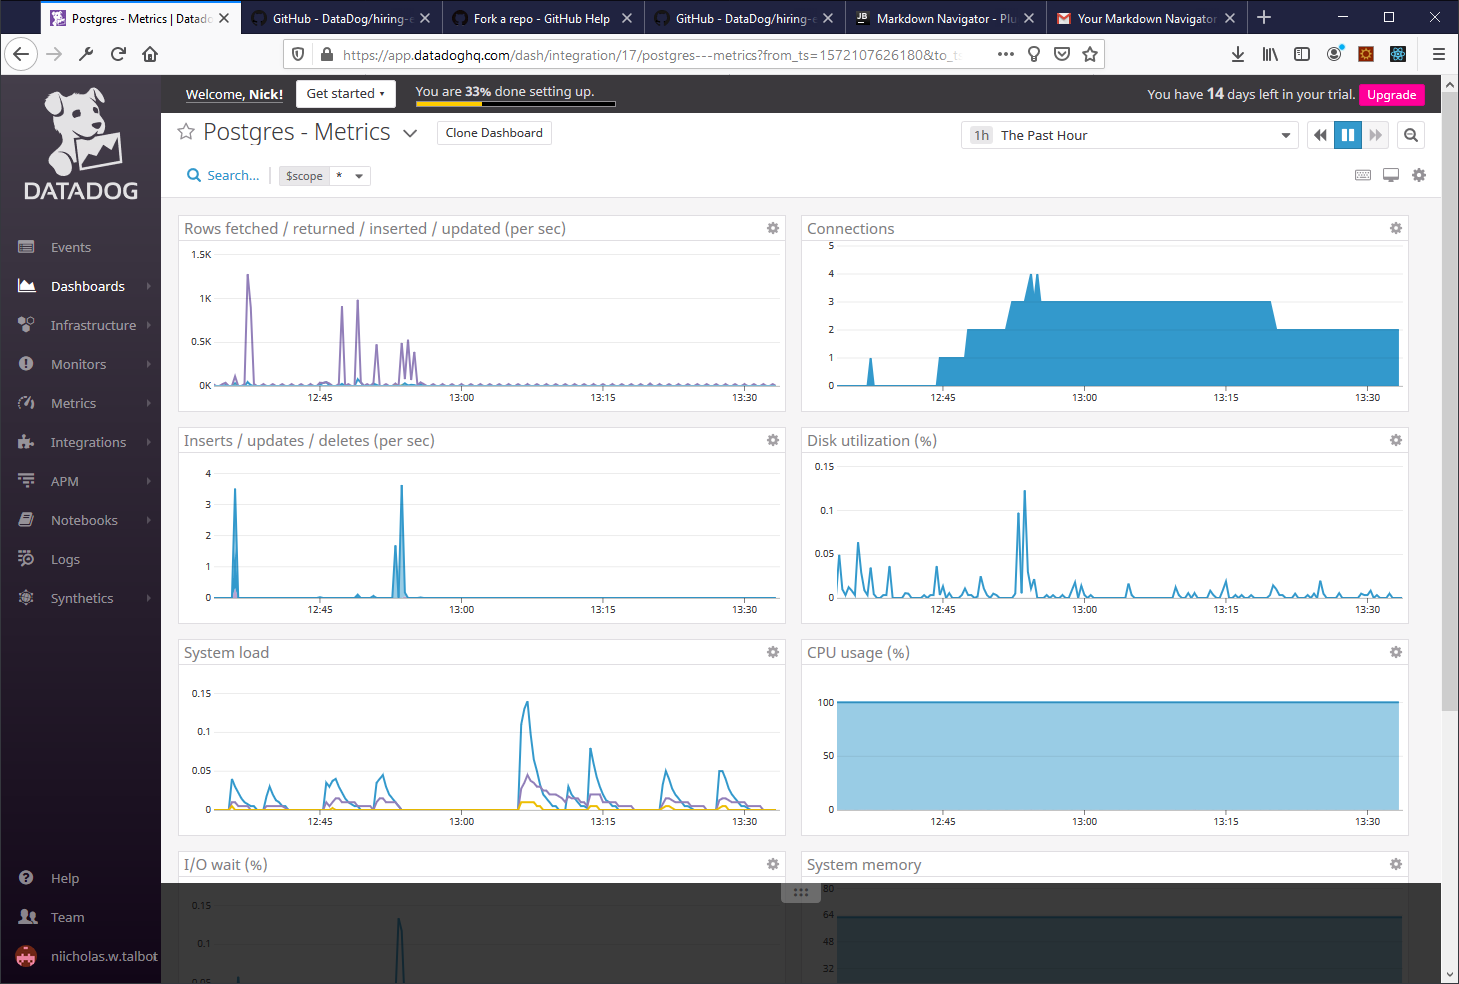 Postgres - Metrics | Datado
GitHub - DataDog/hiring-e
Fork a repo - GitHub Help
GitHub - DataDog/hiring-e
Markdown Navigator - Plu
Your Markdown Navigator
https://app.datadoghq.com/dash/integration/17/postgres---metrics?from_ts=1572107626180&to_ts
DATADOG
Welcome, Nick!
Get started
You are 33% done setting up.
You have 14 days left in your trial.
Upgrade
Postgres - Metrics
Clone Dashboard
1h The Past Hour
Search...
$scope *
Events
Dashboards
Infrastructure
Monitors
Metrics
Integrations
APM
Notebooks
Logs
Synthetics
Help
Team
niicholas.w.talbot
Rows fetched / returned / inserted / updated (per sec)
1.5K
1K
0.5K
0K
12:45 13:00 13:15 13:30
Connections
5
4
3
2
1
0
12:45 13:00 13:15 13:30
Inserts / updates / deletes (per sec)
4
3
2
1
0
12:45 13:00 13:15 13:30
Disk utilization (%)
0.15
0.1
0.05
0
12:45 13:00 13:15 13:30
System load
0.15
0.1
0.05
0
12:45 13:00 13:15 13:30
CPU usage (%)
100
50
0
12:45 13:00 13:15 13:30
I/O wait (%)
0.15
0.1
0.05
System memory
80
64
48
32